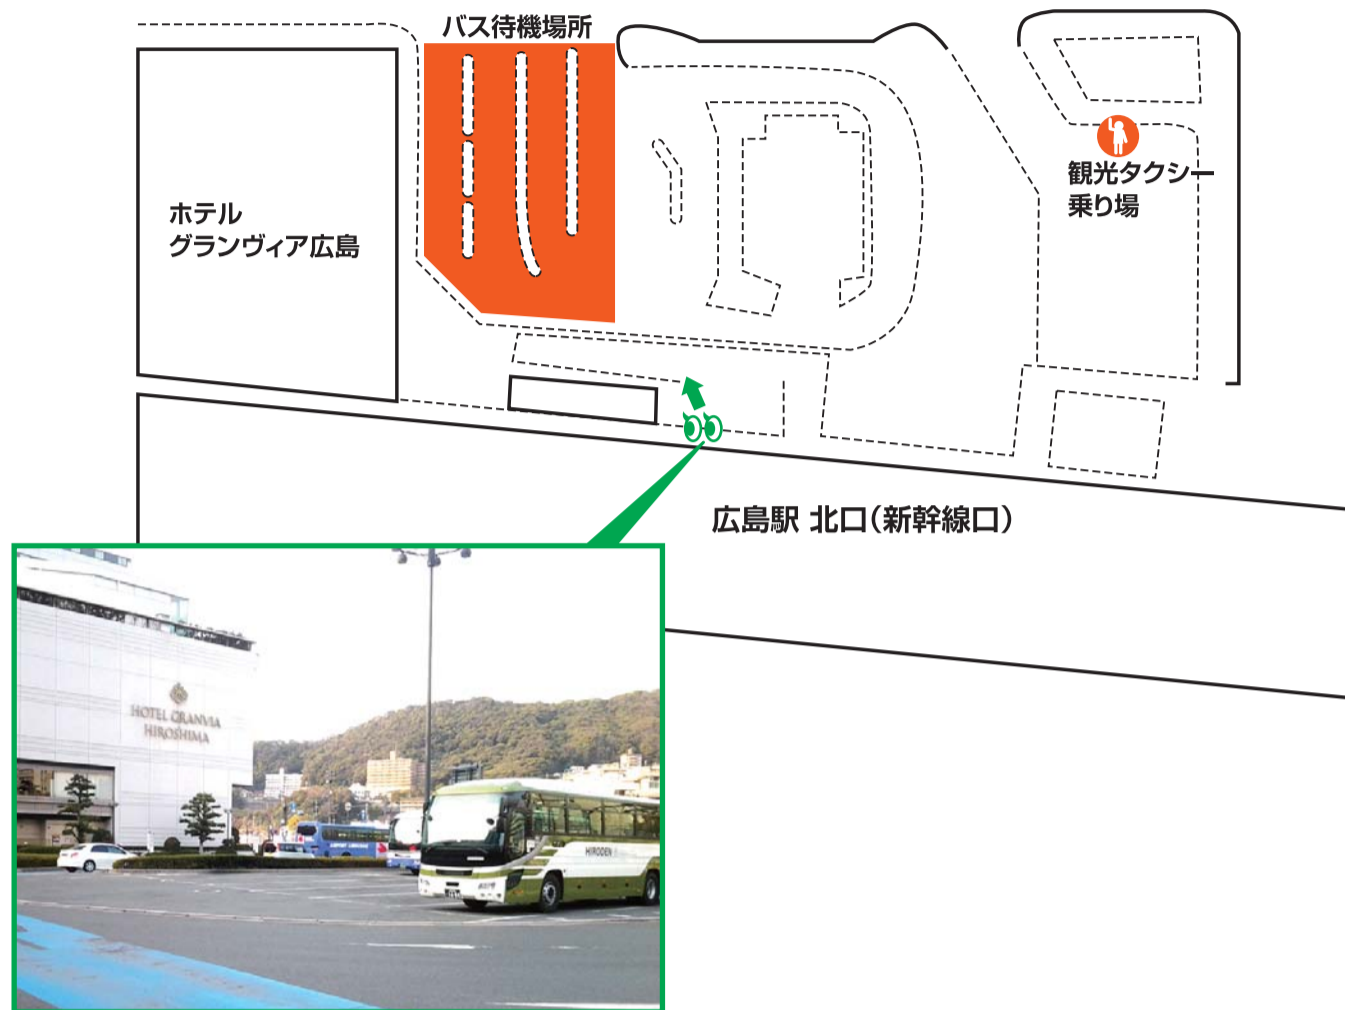 バス待機場所
ホテル
グランヴィア広島
観光タクシー
乗り場
広島駅 北口(新幹線口)
HOTEL GRANVIA
HIROSHIMA
HIRODEN